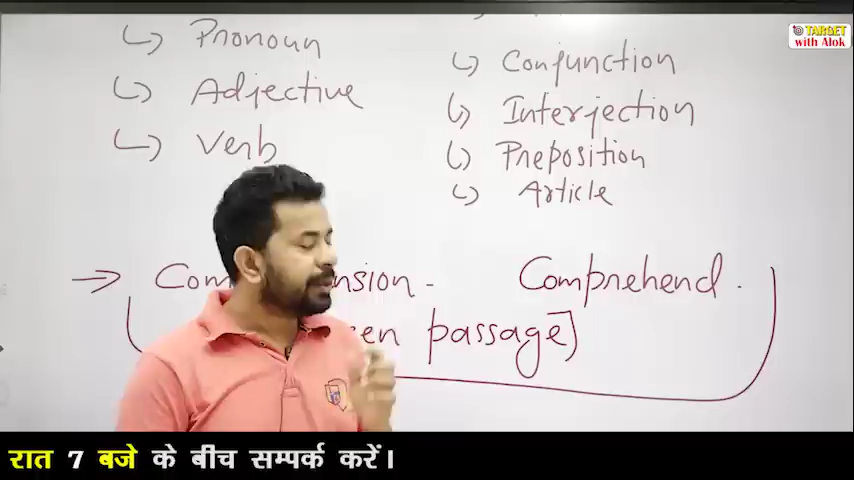 TARGET
with Alok
Pronoun
Adjective
Verb
Conjunction
Interjection
Preposition
Article
Comprehend.
passage]
रात 7 बजे के बीच सम्पर्क करें।